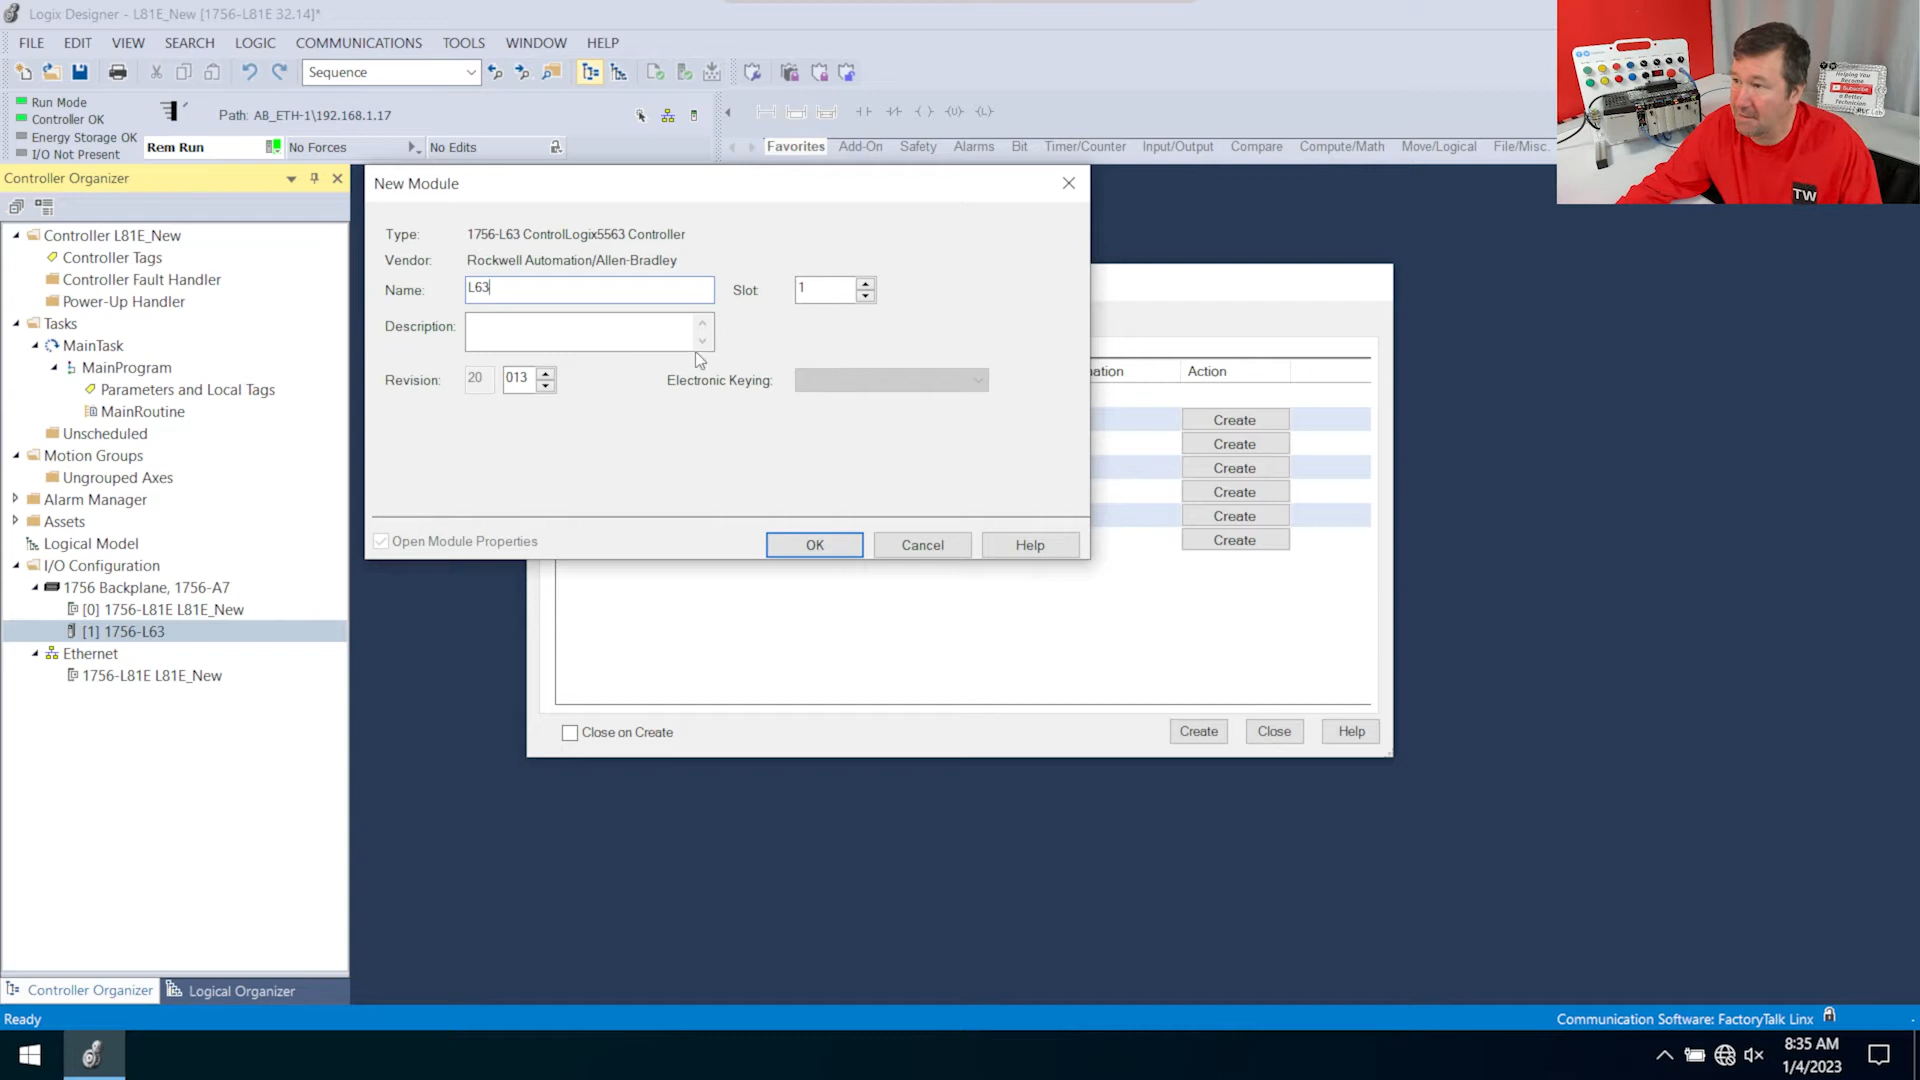 Logix Designer - L81E_New [1756-L81E 32.14]*
FILE EDIT VIEW SEARCH LOGIC COMMUNICATIONS TOOLS WINDOW HELP
Sequence
Run Mode
Controller OK
Energy Storage OK
I/O Not Present
Path: AB_ETH-1\192.168.1.17
Rem Run No Forces No Edits
Favorites Add-On Safety Alarms Bit Timer/Counter Input/Output Compare Compute/Math Move/Logical File/Misc.
Controller Organizer
Controller L81E_New
Controller Tags
Controller Fault Handler
Power-Up Handler
Tasks
MainTask
MainProgram
Parameters and Local Tags
MainRoutine
Unscheduled
Motion Groups
Ungrouped Axes
Alarm Manager
Assets
Logical Model
I/O Configuration
1756 Backplane, 1756-A7
[0] 1756-L81E L81E_New
[1] 1756-L63
Ethernet
1756-L81E L81E_New
Controller Organizer Logical Organizer
New Module
Type: 1756-L63 ControlLogix5563 Controller
Vendor: Rockwell Automation/Allen-Bradley
Name: L63 Slot: 1
Description:
Revision: 20 013 Electronic Keying:
Open Module Properties
OK Cancel Help
ation Action
Create
Create
Create
Create
Create
Create
Close on Create
Create Close Help
Helping You
Become
a Better
Technician
Subscribe
TW
Ready
Communication Software: FactoryTalk Linx
8:35 AM
1/4/2023